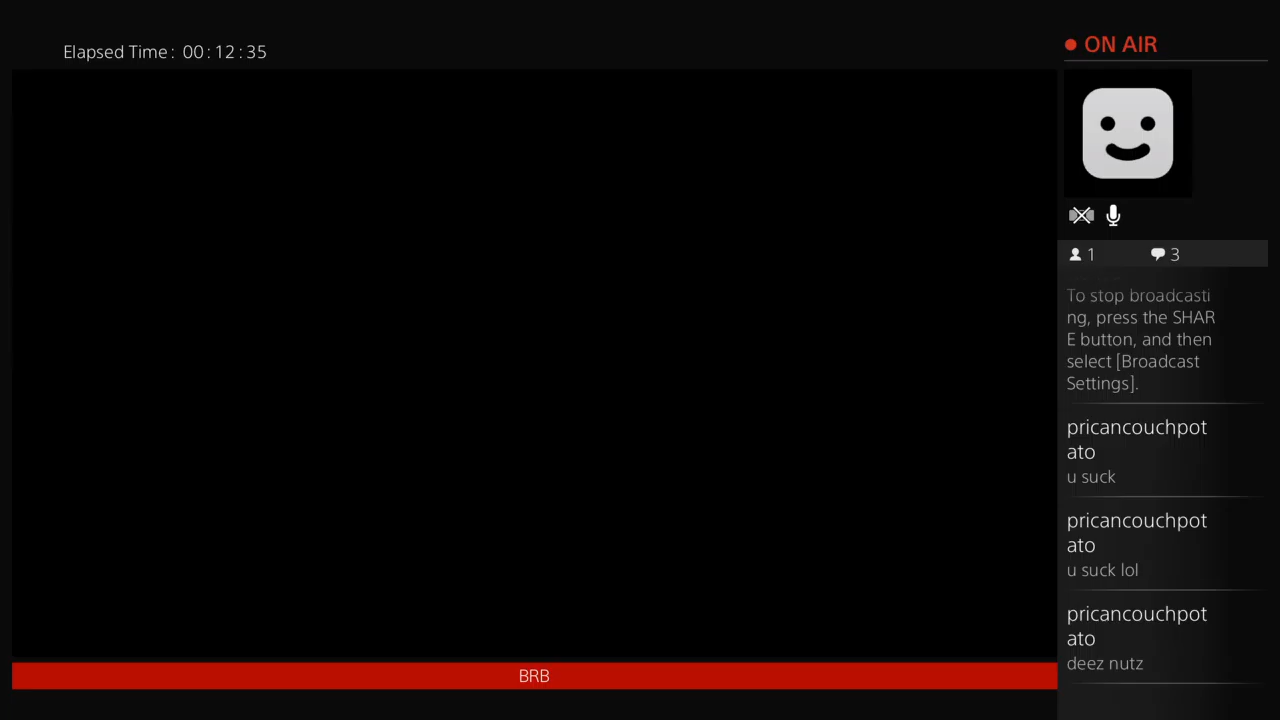 Elapsed Time: 00:12:35
ON AIR
1 3
To stop broadcasti
ng, press the SHAR
E button, and then
select [Broadcast
Settings].
pricancouchpot
ato
u suck
pricancouchpot
ato
u suck lol
pricancouchpot
ato
deez nutz
BRB